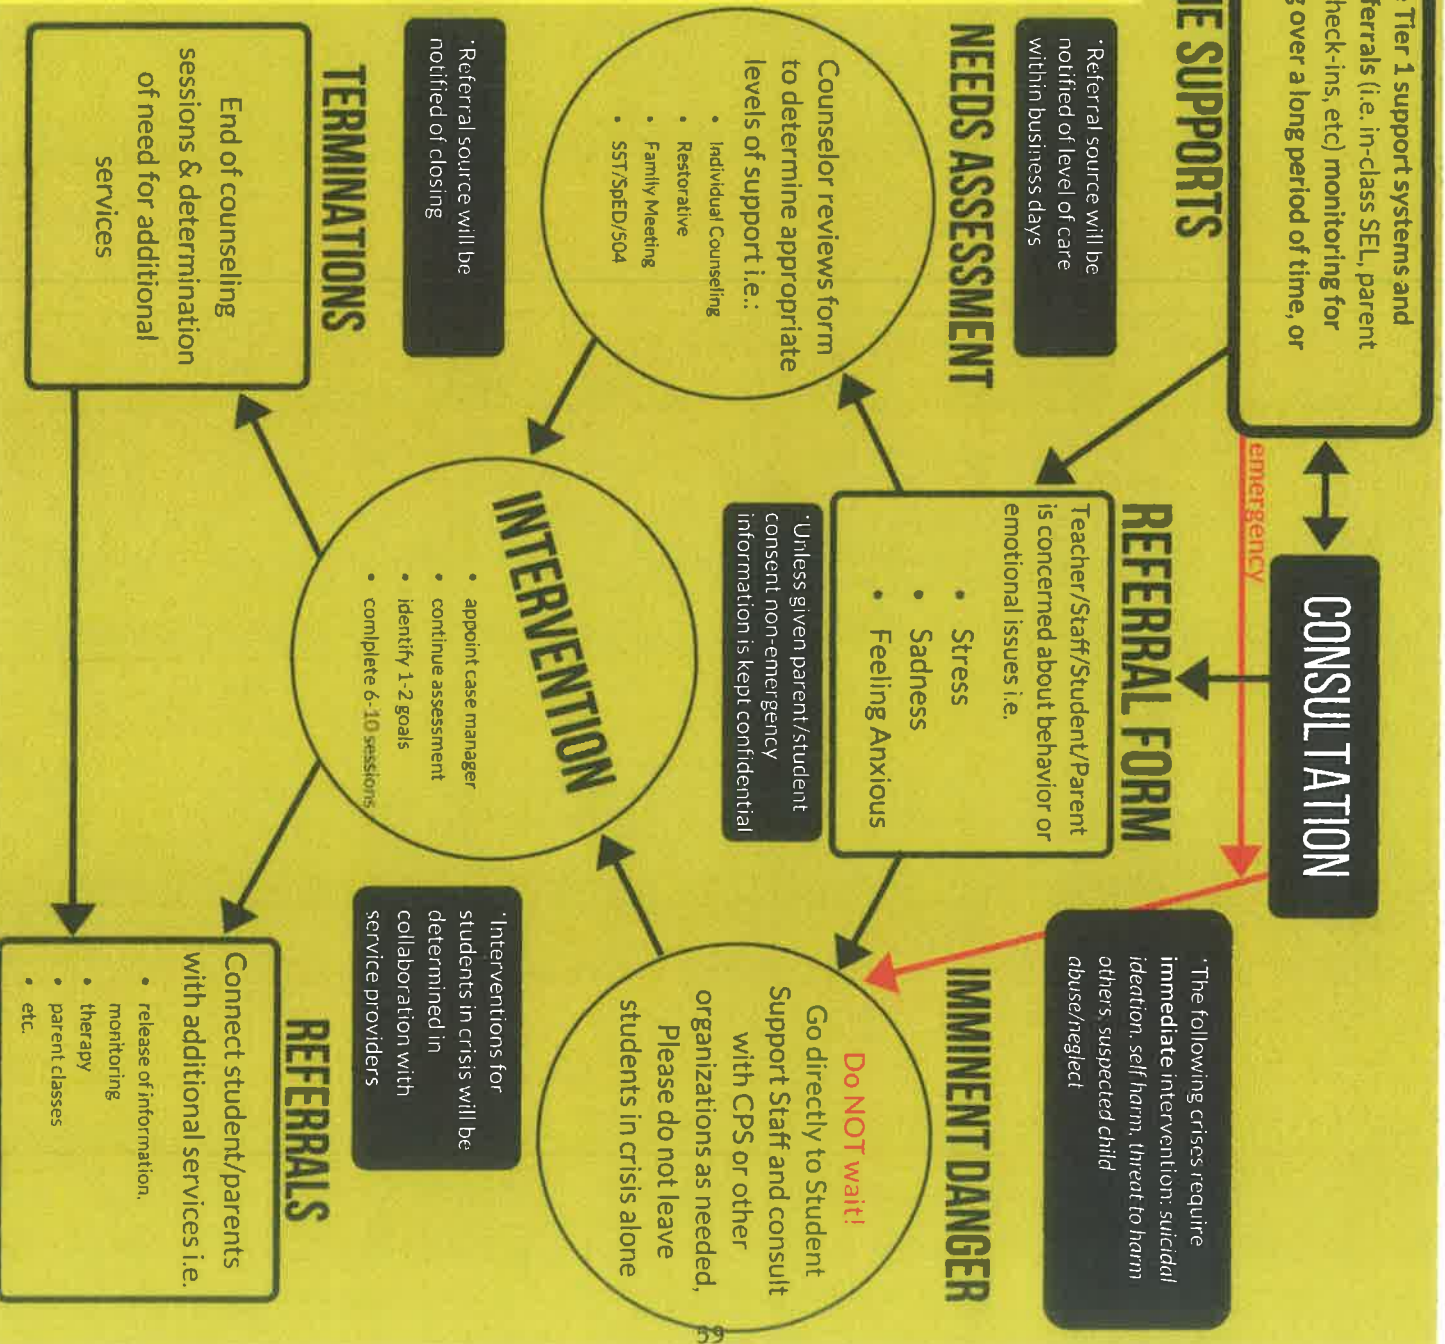 Tier 1 support systems and
ferrals (i.e. in-class SEL, parent
heck-ins, etc) monitoring for
g over a long period of time, or
E SUPPORTS
emergency
CONSULTATION
*The following crises require
immediate intervention: suicidal
ideation, self harm, threat to harm
others, suspected child
abuse/neglect
*Referral source will be
notified of level of care
within business days
NEEDS ASSESSMENT
Counselor reviews form
to determine appropriate
levels of support i.e.:
• Individual Counseling
• Restorative
• Family Meeting
• SST/SpED/504
REFERRAL FORM
Teacher/Staff/Student/Parent
is concerned about behavior or
emotional issues i.e.
• Stress
• Sadness
• Feeling Anxious
*Unless given parent/student
consent non-emergency
information is kept confidential
IMMINENT DANGER
Do NOT wait!
Go directly to Student
Support Staff and consult
with CPS or other
organizations as needed,
Please do not leave
students in crisis alone
*Referral source will be
notified of closing
INTERVENTION
• appoint case manager
• continue assessment
• identify 1-2 goals
• complete 6-10 sessions
*Interventions for
students in crisis will be
determined in
collaboration with
service providers
TERMINATIONS
End of counseling
sessions & determination
of need for additional
services
REFERRALS
Connect student/parents
with additional services i.e.
• release of information,
monitoring
• therapy
• parent classes
• etc.
59